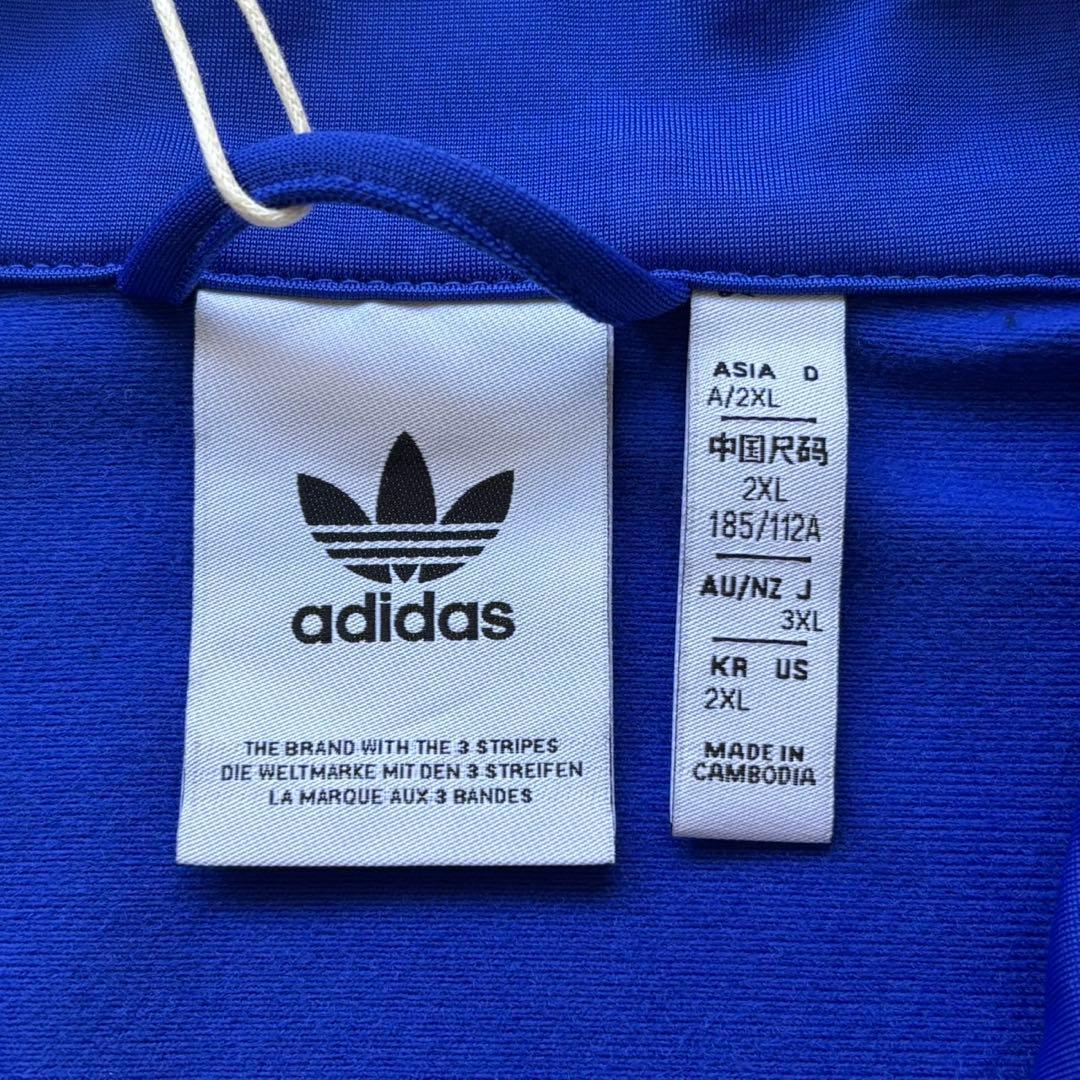 adidas
THE BRAND WITH THE 3 STRIPES
DIE WELTMARKE MIT DEN 3 STREIFEN
LA MARQUE AUX 3 BANDES
ASIA D
A/2XL
中国尺码
2XL
185/112A
AU/NZ J
3XL
KR US
2XL
MADE IN
CAMBODIA